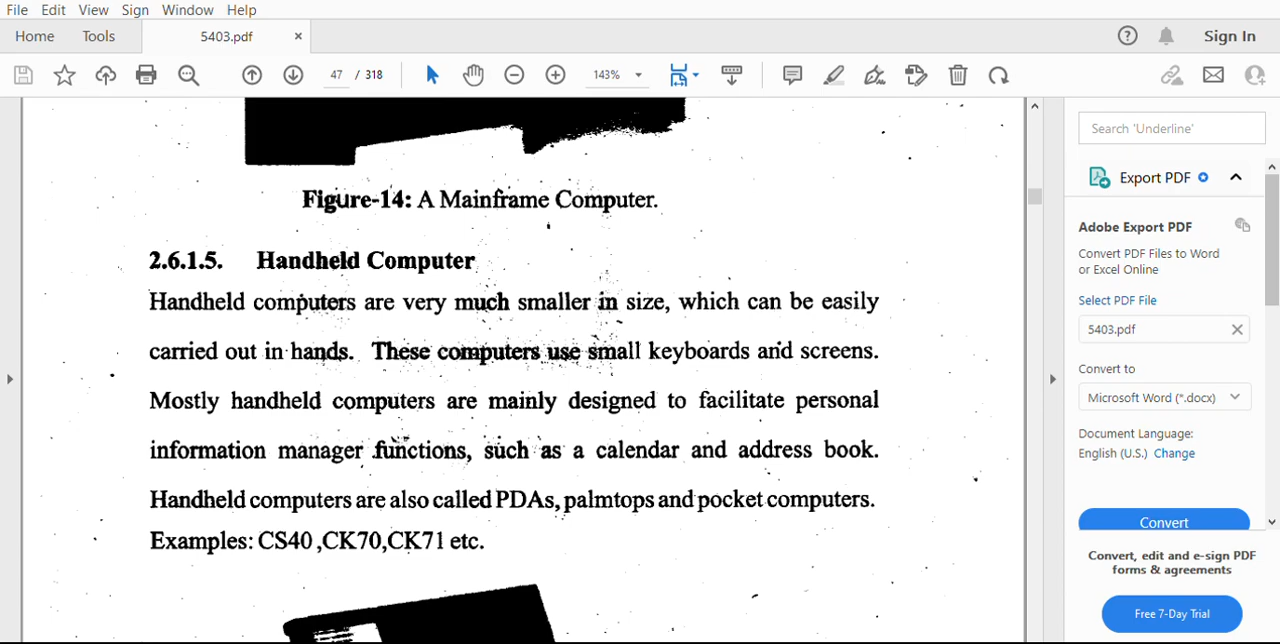 File Edit View Sign Window Help
Home Tools 5403.pdf ×
Sign In
47 / 318 143%
Search 'Underline'
Export PDF
Adobe Export PDF
Convert PDF Files to Word
or Excel Online
Select PDF File
5403.pdf
Convert to
Microsoft Word (*.docx)
Document Language:
English (U.S.) Change
Convert
Convert, edit and e-sign PDF
forms & agreements
Free 7-Day Trial
Figure-14: A Mainframe Computer.
2.6.1.5. Handheld Computer
Handheld computers are very much smaller in size, which can be easily
carried out in hands. These computers use small keyboards and screens.
Mostly handheld computers are mainly designed to facilitate personal
information manager functions, such as a calendar and address book.
Handheld computers are also called PDAs, palmtops and pocket computers.
Examples: CS40 ,CK70,CK71 etc.